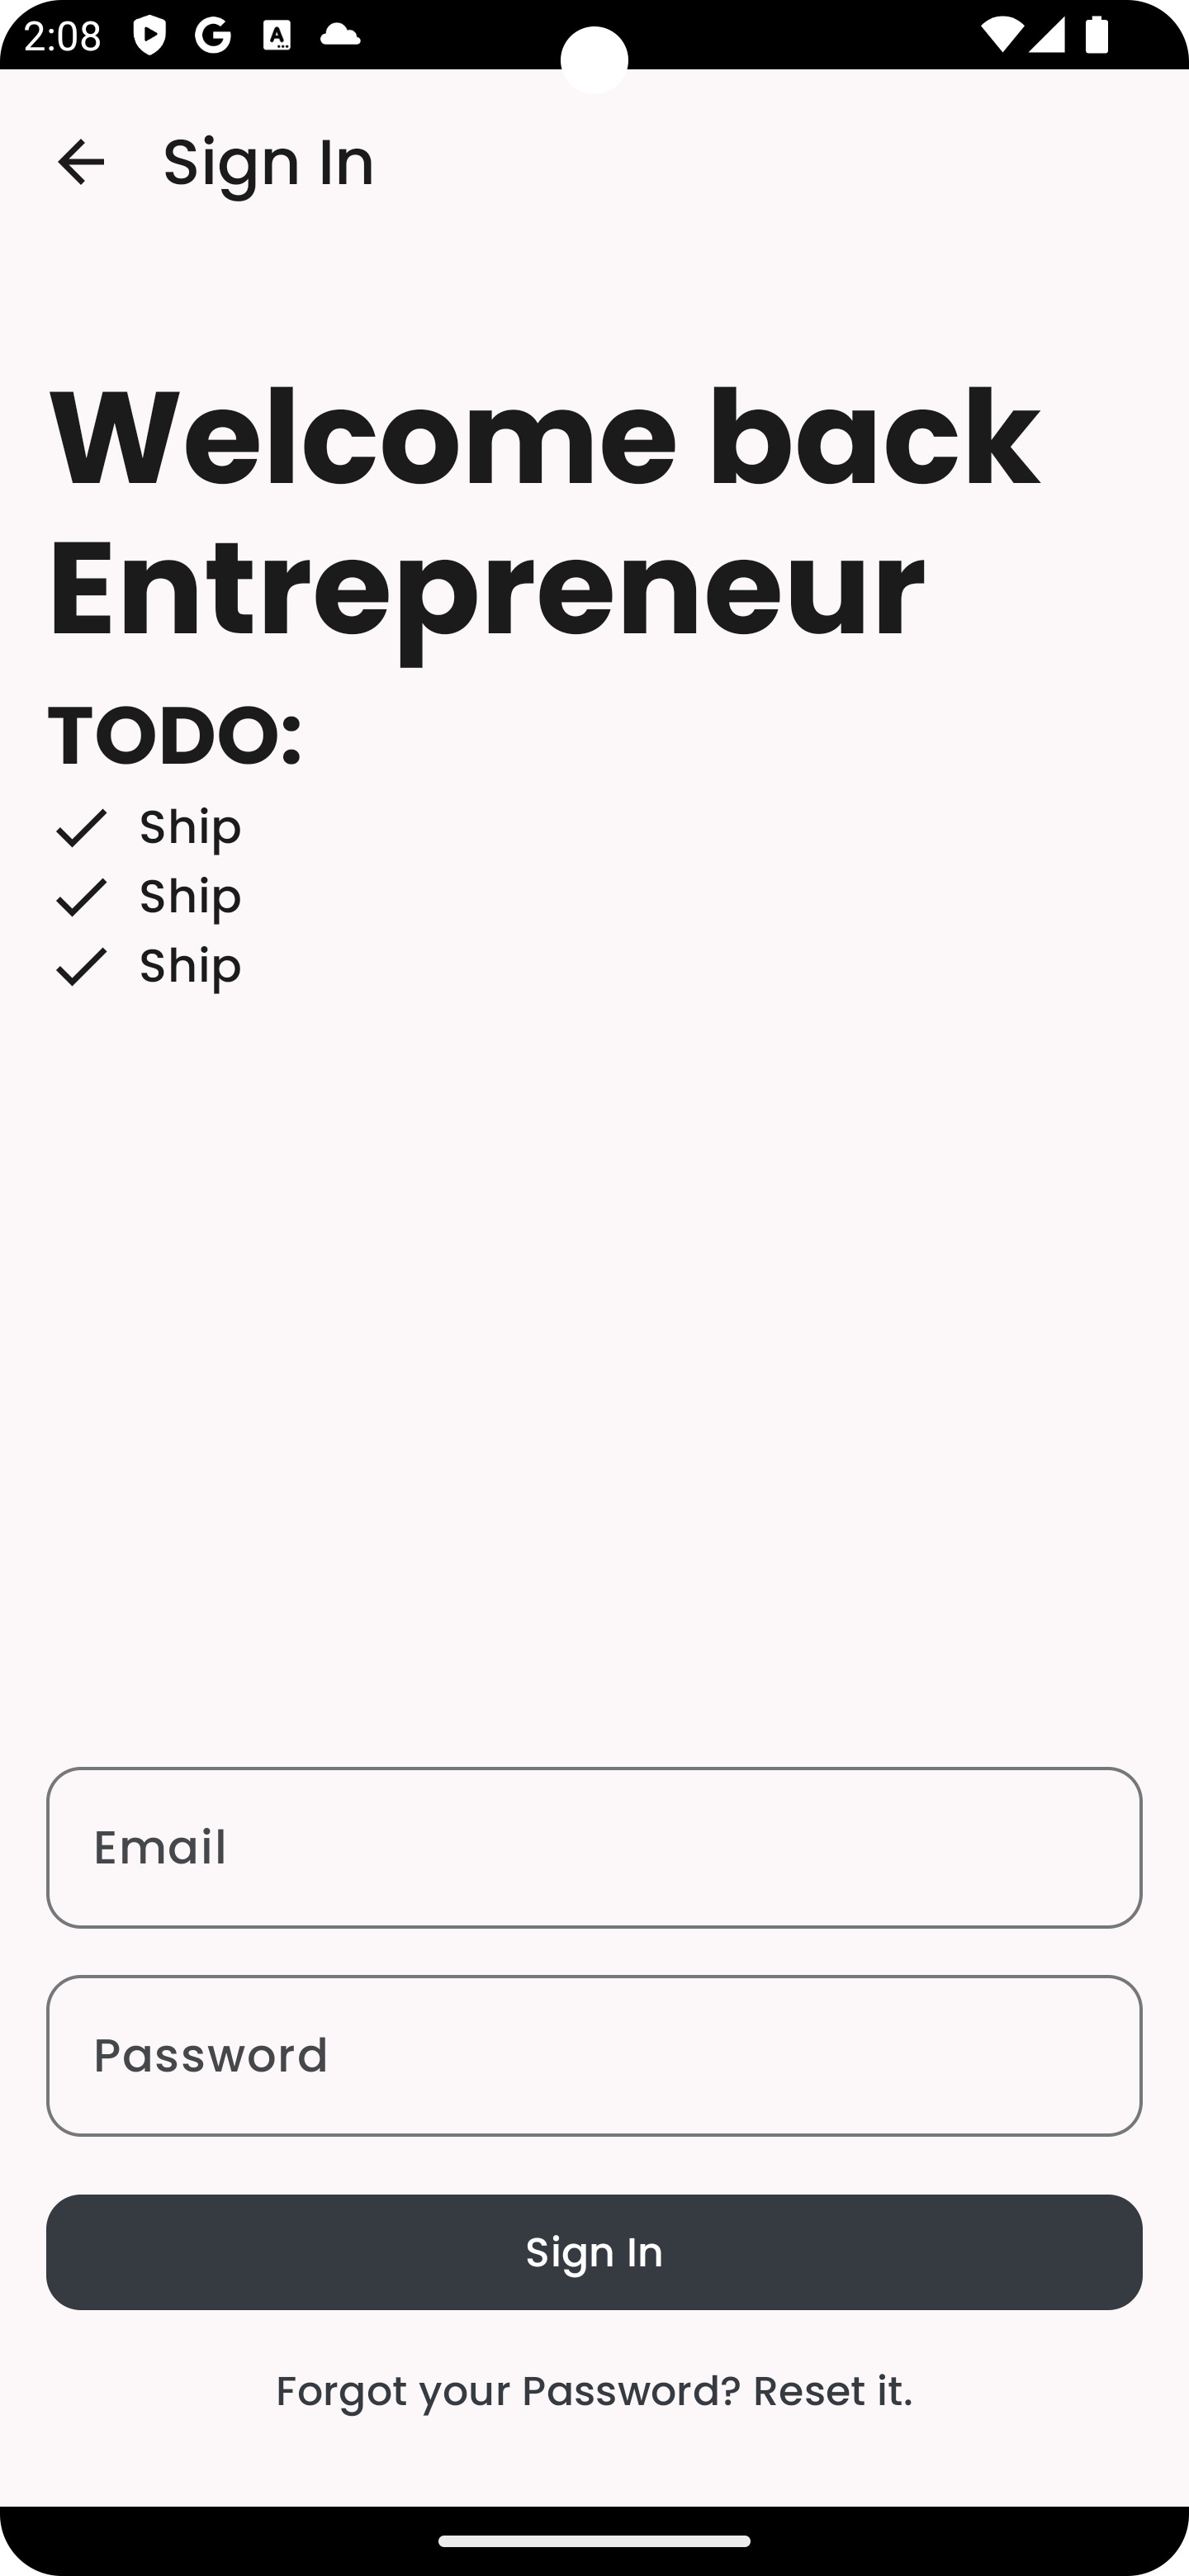 2:08
Sign In
Welcome back
Entrepreneur
TODO:
Ship
Ship
Ship
Email
Password
Sign In
Forgot your Password? Reset it.